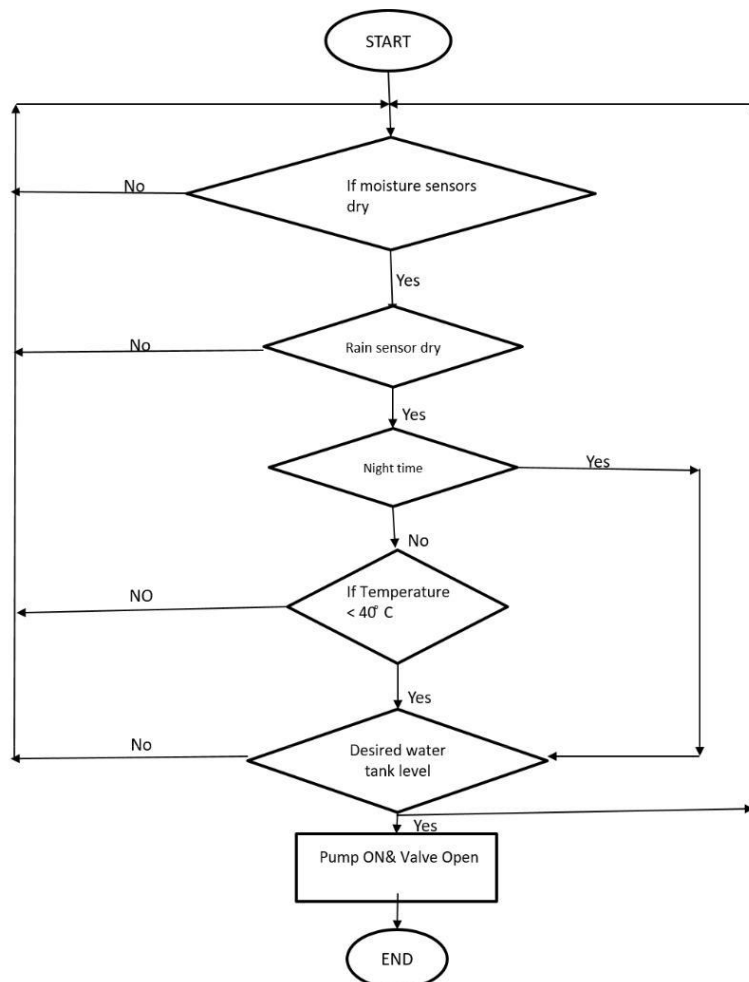 START
If moisture sensors
dry
No
Yes
Rain sensor dry
No
Yes
Night time
Yes
No
If Temperature
< 40° C
NO
Yes
Desired water
tank level
No
Yes
Pump ON& Valve Open
END